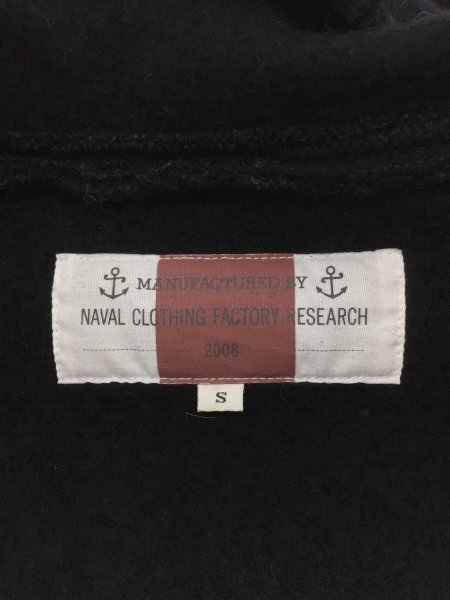 MANUFACTURED BY
NAVAL CLOTHING FACTORY RESEARCH
2008
S